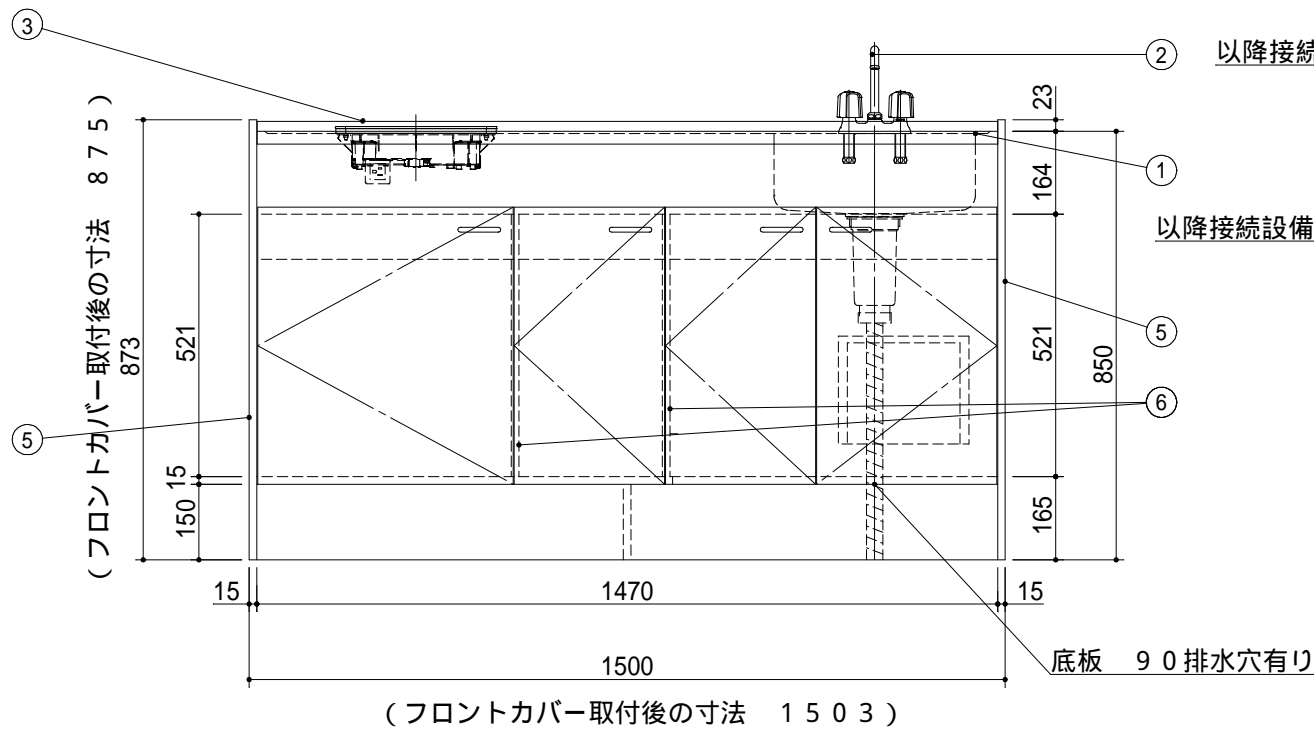 ③
② 以降接続
23
①
164
以降接続設備
(フロントカバー取付後の寸法 875)
873
521
⑤
521
850
⑥
⑤
15
150
165
15 1470 15
1500
底板 90排水穴有り
(フロントカバー取付後の寸法 1503)